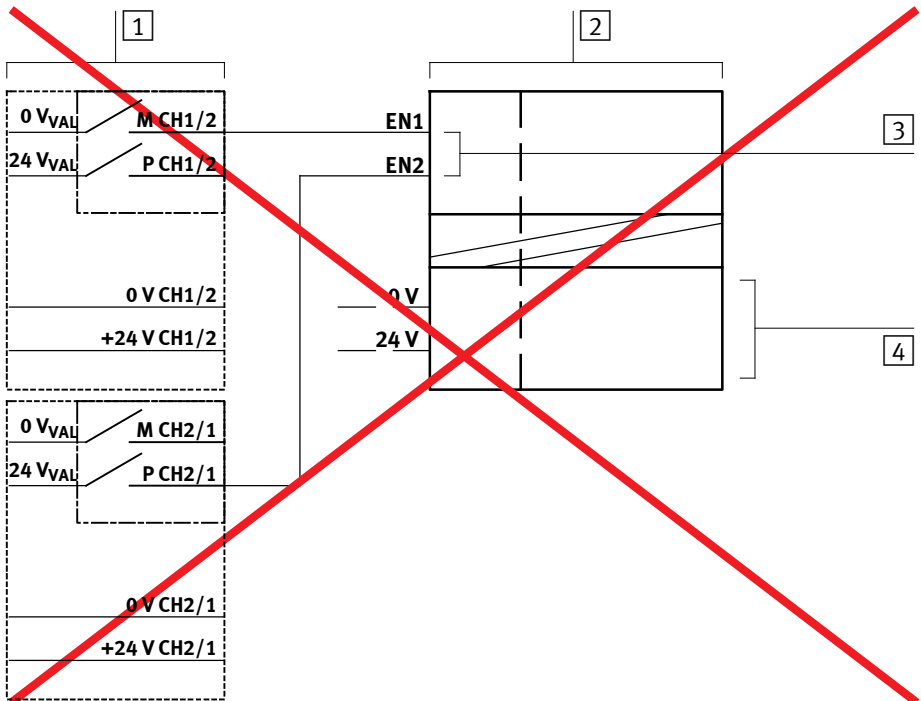 1
2
0 VVAL
M CH1/2
EN1
3
24 VVAL
P CH1/2
EN2
0 V CH1/2
0 V
+24 V CH1/2
24 V
4
0 VVAL
M CH2/1
24 VVAL
P CH2/1
0 V CH2/1
+24 V CH2/1